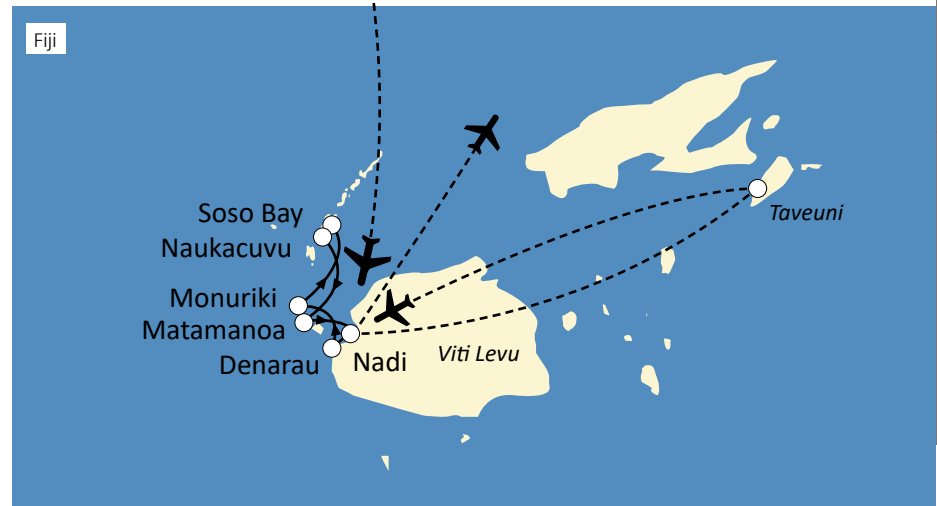 Fiji
Soso Bay
Naukacuvu
Taveuni
Monuriki
Matamanoa
Denarau
Nadi
Viti Levu